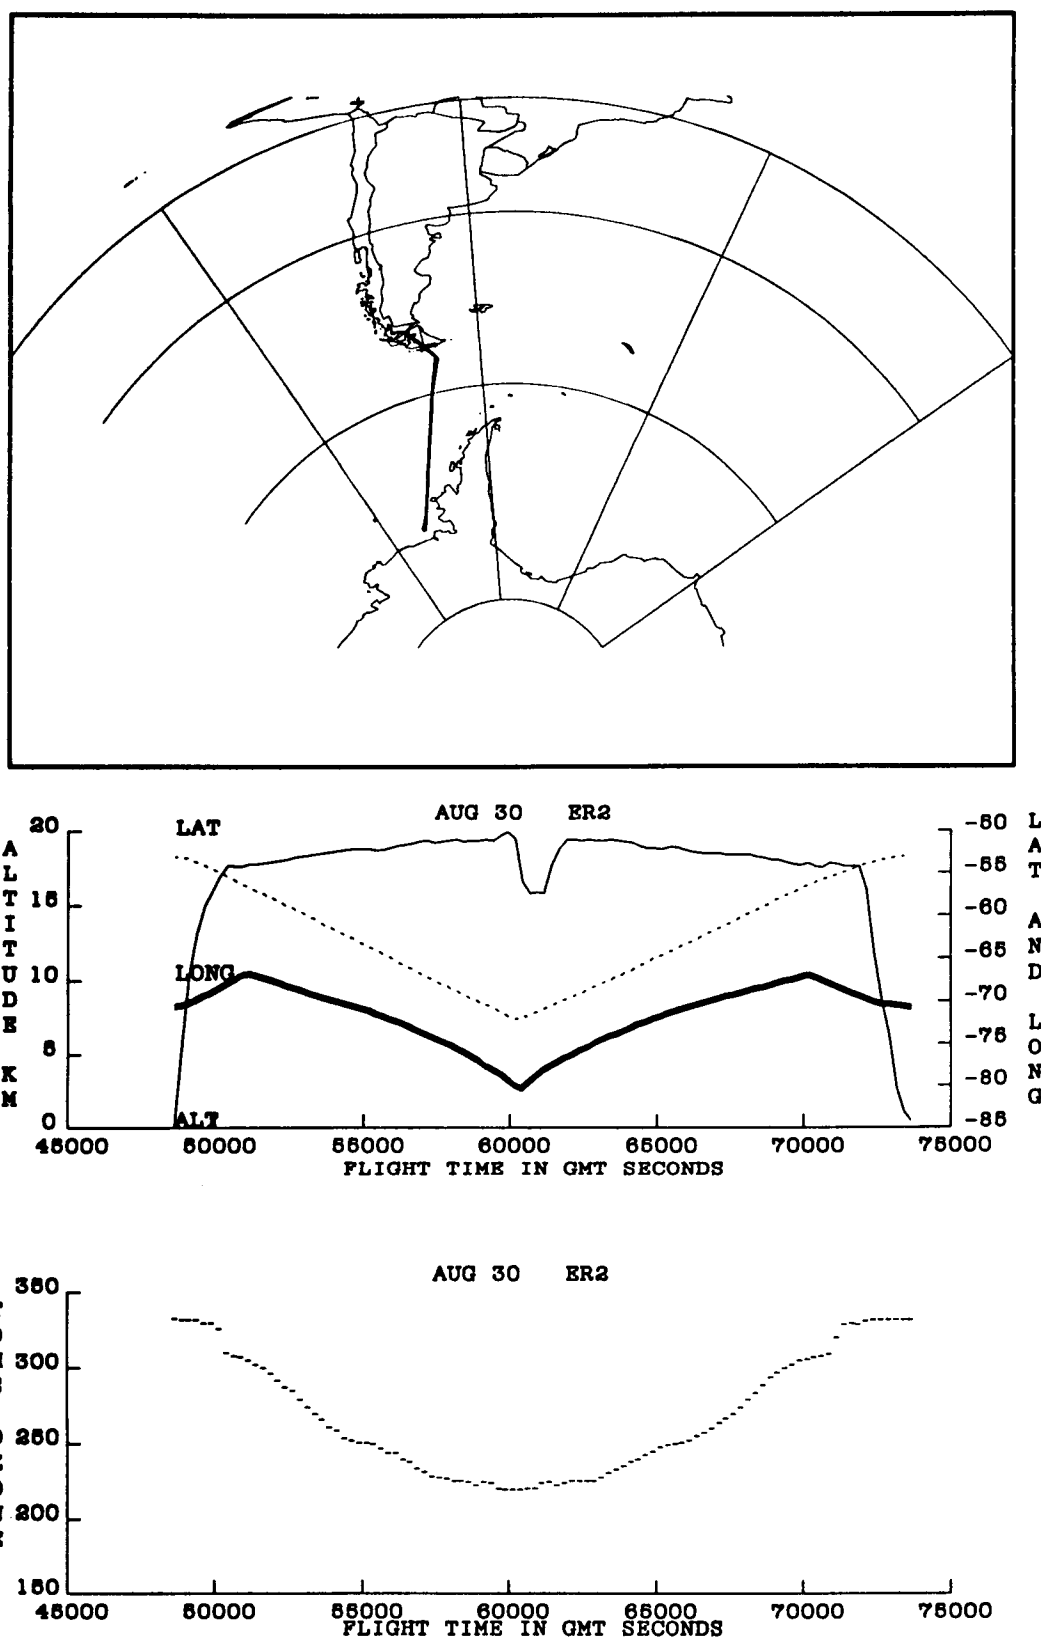 AUG 30 ER2
20
15
10
5
0
ALTITUDE KM
LAT
LONG
ALT
-50
-55
-60
-65
-70
-75
-80
-85
LAT AND LONG
45000 50000 55000 60000 65000 70000 75000
FLIGHT TIME IN GMT SECONDS
AUG 30 ER2
350
300
250
200
150
45000 50000 55000 60000 65000 70000 75000
FLIGHT TIME IN GMT SECONDS